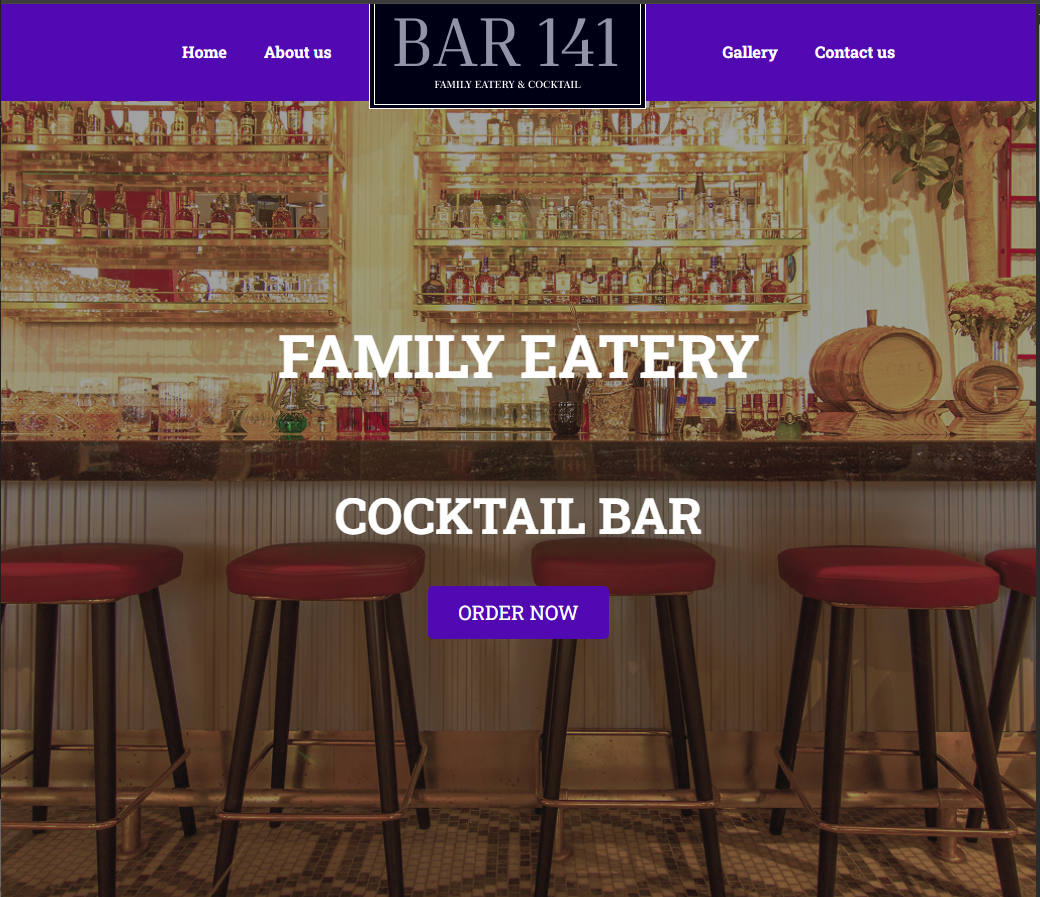 Home About us
BAR 141
FAMILY EATERY & COCKTAIL
Gallery Contact us
FAMILY EATERY
COCKTAIL BAR
ORDER NOW